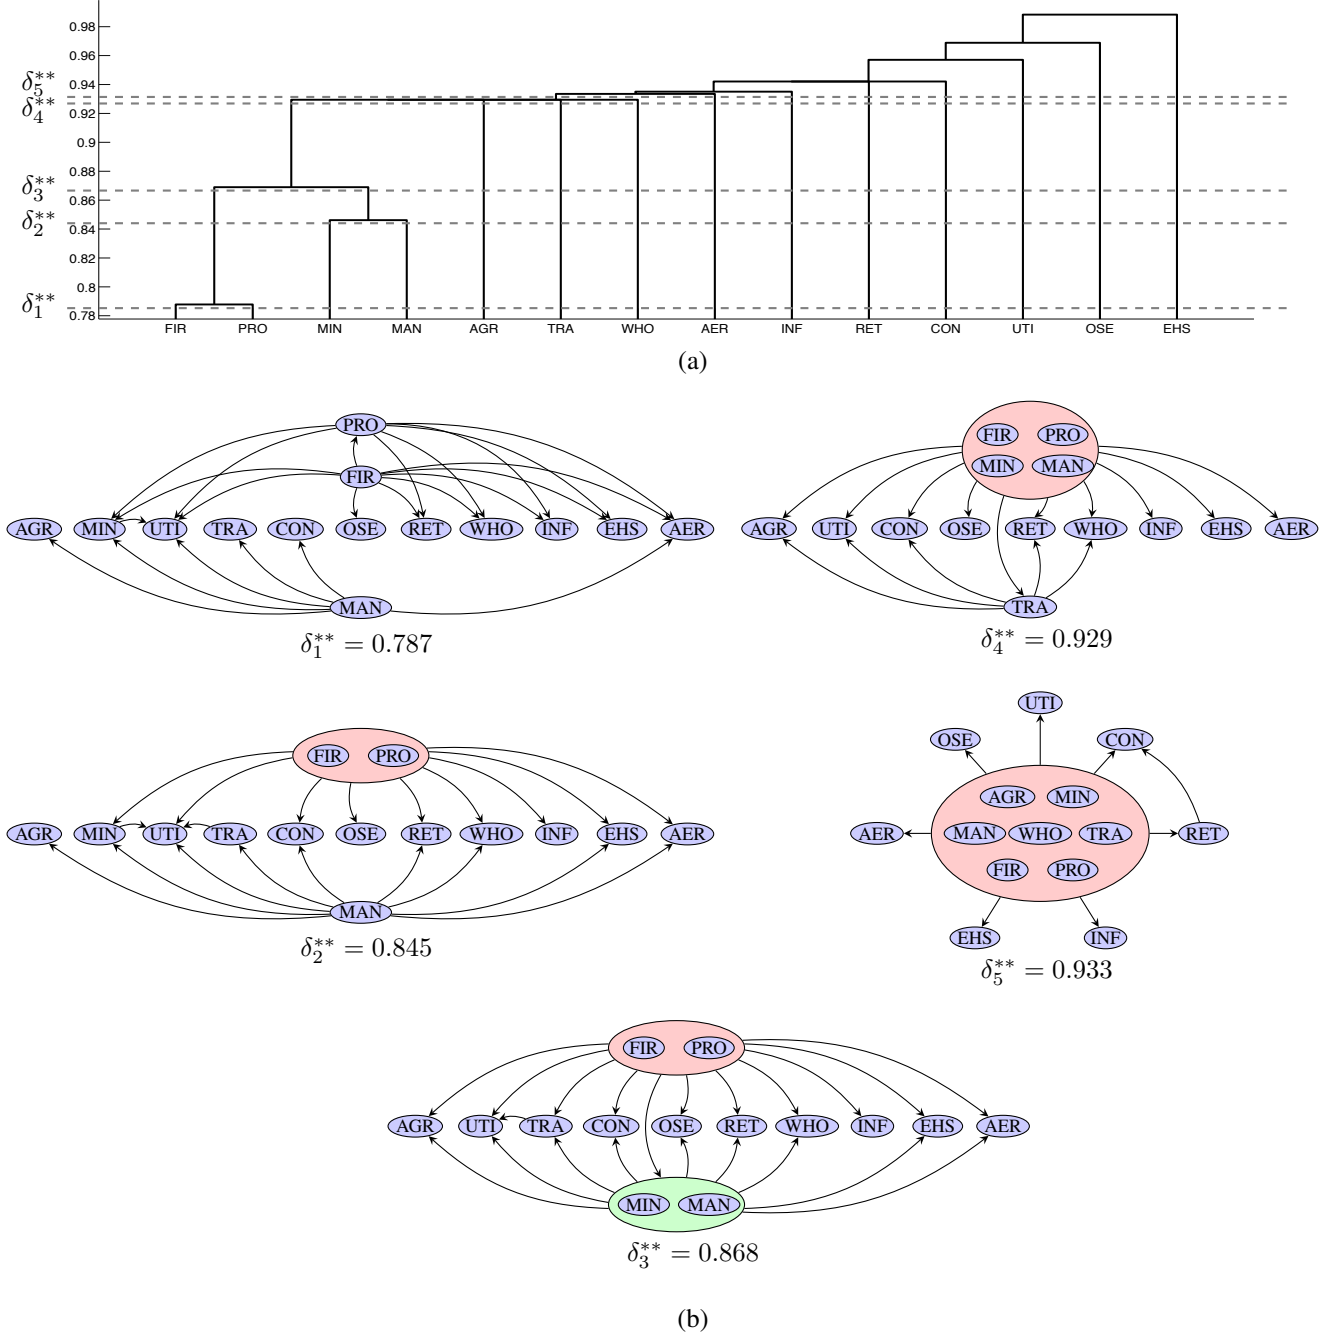 0.98
0.96
δ₅** 0.94
δ₄** 0.92
0.9
0.88
δ₃** 0.86
δ₂** 0.84
0.82
0.8
δ₁** 0.78
FIR PRO MIN MAN AGR TRA WHO AER INF RET CON UTI OSE EHS
(a)
PRO
FIR
AGR MIN UTI TRA CON OSE RET WHO INF EHS AER
MAN
δ₁** = 0.787
FIR PRO
MIN MAN
AGR UTI CON OSE RET WHO INF EHS AER
TRA
δ₄** = 0.929
FIR PRO
AGR MIN UTI TRA CON OSE RET WHO INF EHS AER
MAN
δ₂** = 0.845
UTI
OSE CON
AGR MIN
AER MAN WHO TRA RET
FIR PRO
EHS INF
δ₅** = 0.933
FIR PRO
AGR UTI TRA CON OSE RET WHO INF EHS AER
MIN MAN
δ₃** = 0.868
(b)